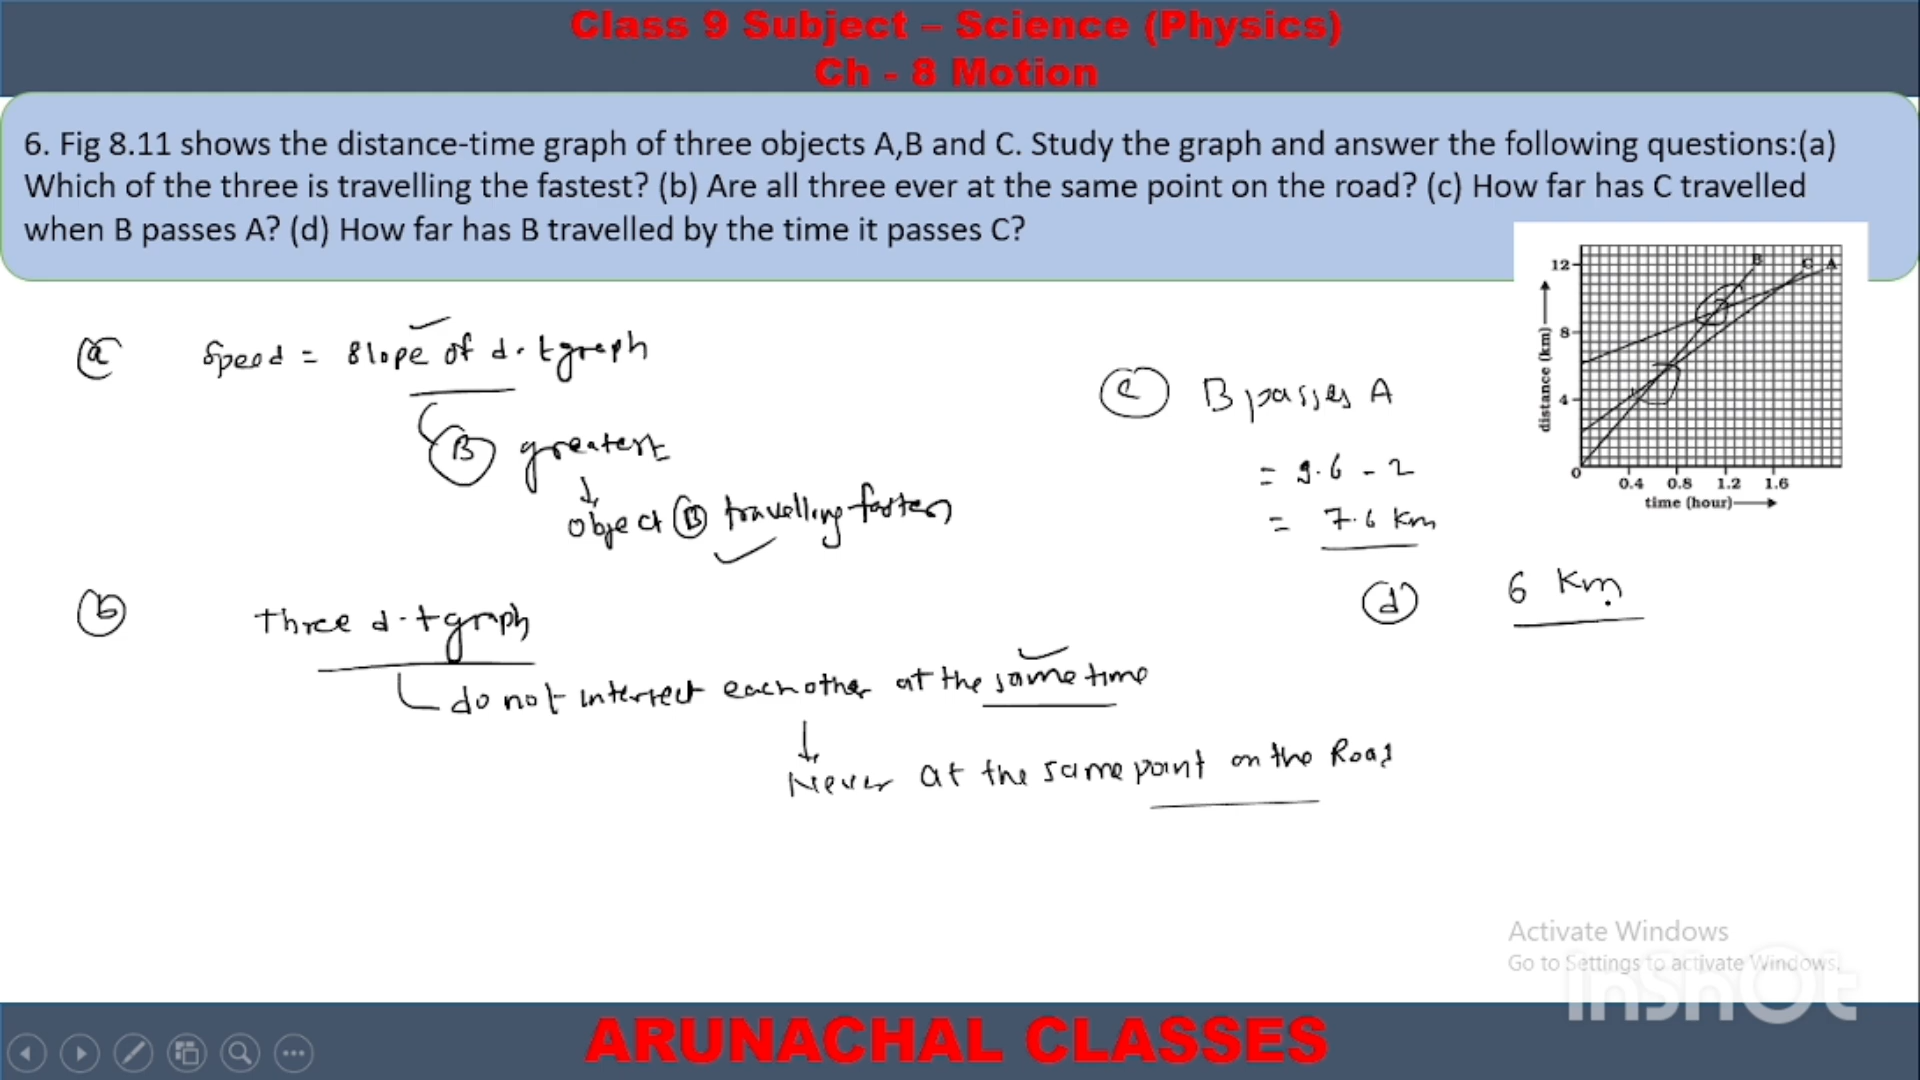 Class 9 Subject – Science (Physics)
Ch - 8 Motion
6. Fig 8.11 shows the distance-time graph of three objects A,B and C. Study the graph and answer the following questions:(a)
Which of the three is travelling the fastest? (b) Are all three ever at the same point on the road? (c) How far has C travelled
when B passes A? (d) How far has B travelled by the time it passes C?
12
8
4
0
0.4 0.8 1.2 1.6
distance (km)
time (hour)
B C A
(a) Speed = Slope of d-t graph
(B) greatest
object (B) travelling fastest
(b) Three d-t graph
do not intersect each other at the same time
Never at the same point on the Road
(c) B passes A
= 9.6 - 2
= 7.6 Km
(d) 6 Km
Activate Windows
Go to Settings to activate Windows.
InShOt
ARUNACHAL CLASSES